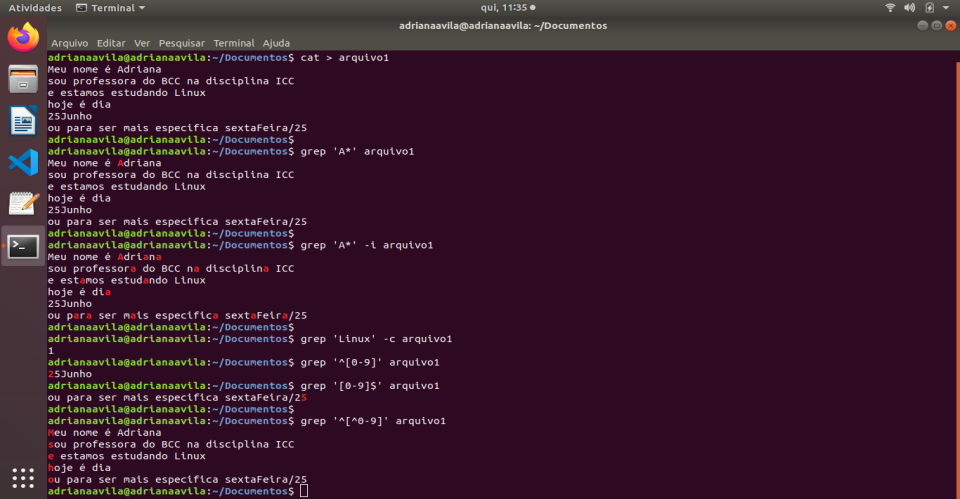 Atividades
Terminal
qui, 11:35
adrianaavila@adrianaavila: ~/Documentos
Arquivo Editar Ver Pesquisar Terminal Ajuda
adrianaavila@adrianaavila:~/Documentos$ cat > arquivo1
Meu nome é Adriana
sou professora do BCC na disciplina ICC
e estamos estudando Linux
hoje é dia
25Junho
ou para ser mais especifica sextaFeira/25
adrianaavila@adrianaavila:~/Documentos$
adrianaavila@adrianaavila:~/Documentos$ grep 'A*' arquivo1
Meu nome é Adriana
sou professora do BCC na disciplina ICC
e estamos estudando Linux
hoje é dia
25Junho
ou para ser mais especifica sextaFeira/25
adrianaavila@adrianaavila:~/Documentos$
adrianaavila@adrianaavila:~/Documentos$ grep 'A*' -i arquivo1
Meu nome é Adriana
sou professora do BCC na disciplina ICC
e estamos estudando Linux
hoje é dia
25Junho
ou para ser mais especifica sextaFeira/25
adrianaavila@adrianaavila:~/Documentos$
adrianaavila@adrianaavila:~/Documentos$ grep 'Linux' -c arquivo1
1
adrianaavila@adrianaavila:~/Documentos$ grep '^[0-9]' arquivo1
25Junho
adrianaavila@adrianaavila:~/Documentos$ grep '[0-9]$' arquivo1
ou para ser mais especifica sextaFeira/25
adrianaavila@adrianaavila:~/Documentos$
adrianaavila@adrianaavila:~/Documentos$ grep '^[^0-9]' arquivo1
Meu nome é Adriana
sou professora do BCC na disciplina ICC
e estamos estudando Linux
hoje é dia
ou para ser mais especifica sextaFeira/25
adrianaavila@adrianaavila:~/Documentos$